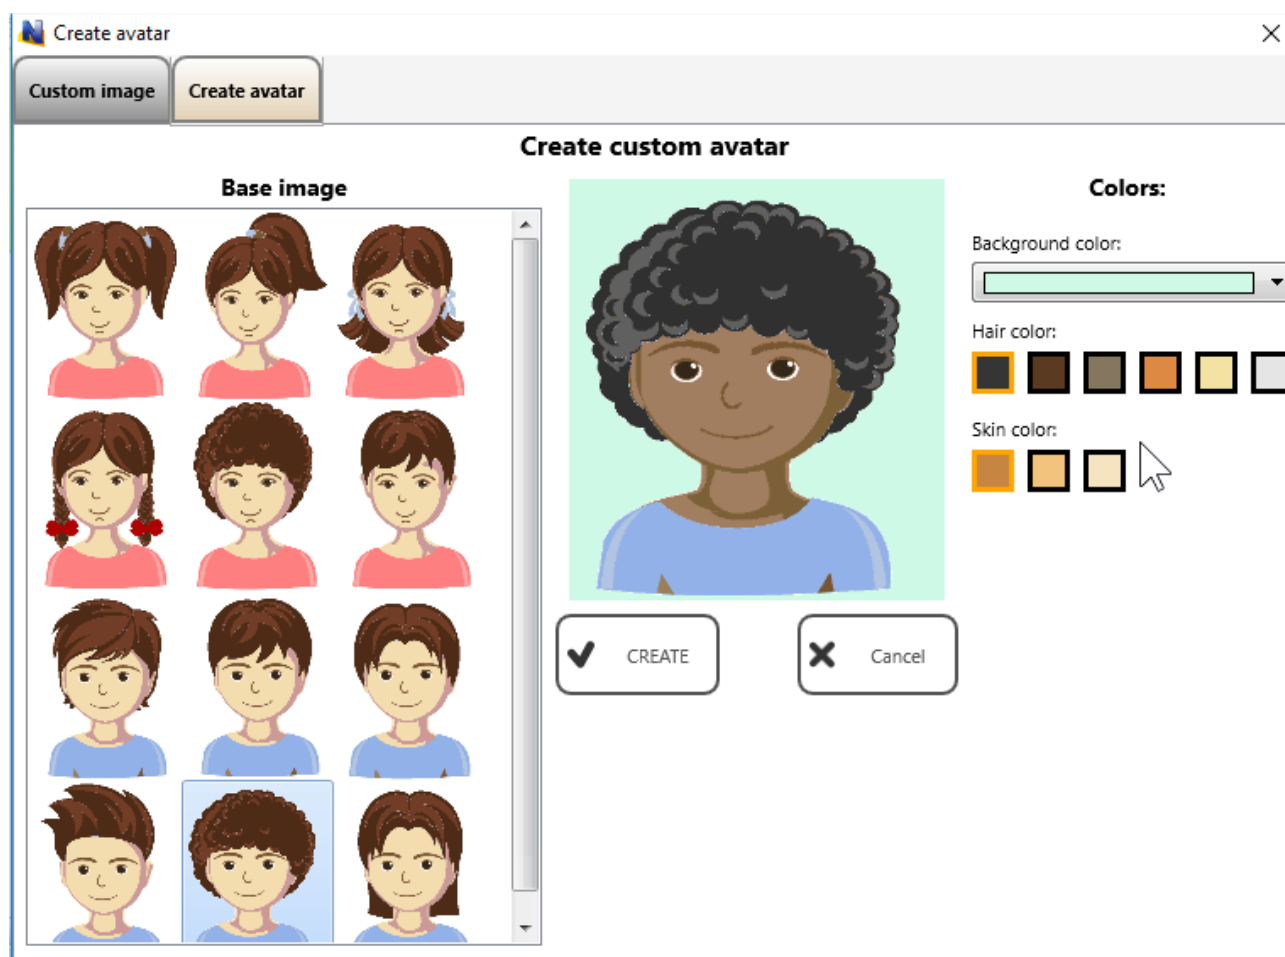 Create avatar
Custom image
Create avatar
Create custom avatar
Base image
Colors:
Background color:
Hair color:
Skin color:
CREATE
Cancel